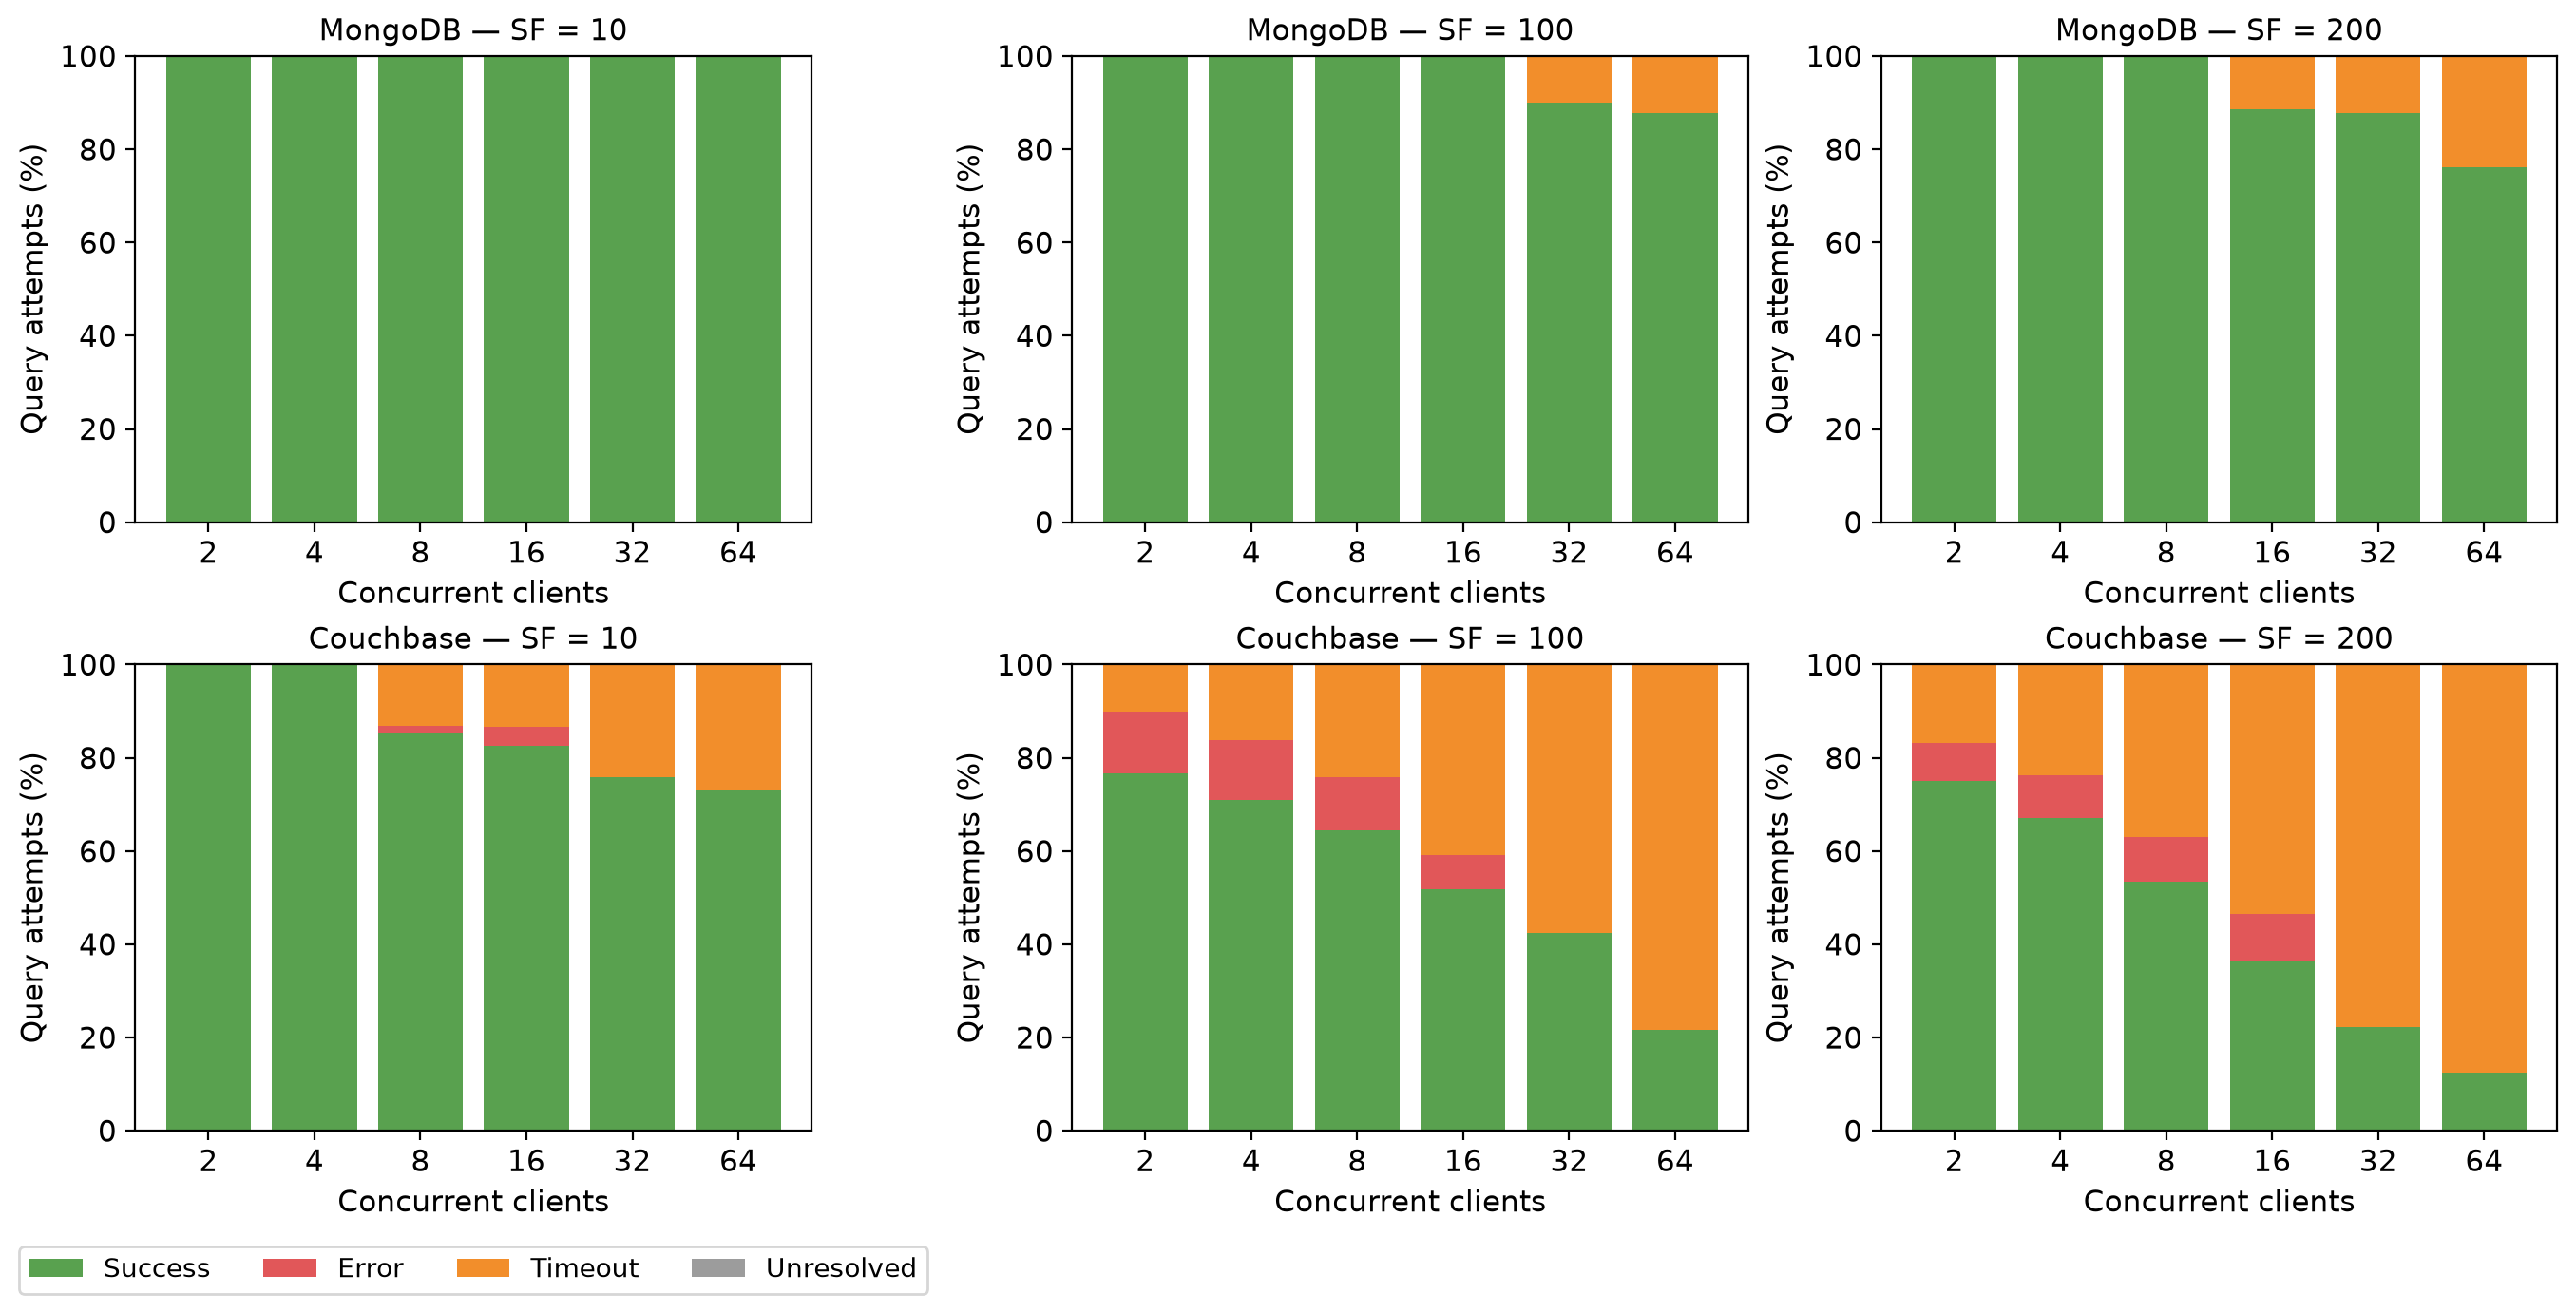 MongoDB — SF = 10
100
80
60
40
20
0
Query attempts (%)
2 4 8 16 32 64
Concurrent clients
MongoDB — SF = 100
100
80
60
40
20
0
Query attempts (%)
2 4 8 16 32 64
Concurrent clients
MongoDB — SF = 200
100
80
60
40
20
0
Query attempts (%)
2 4 8 16 32 64
Concurrent clients
Couchbase — SF = 10
100
80
60
40
20
0
Query attempts (%)
2 4 8 16 32 64
Concurrent clients
Couchbase — SF = 100
100
80
60
40
20
0
Query attempts (%)
2 4 8 16 32 64
Concurrent clients
Couchbase — SF = 200
100
80
60
40
20
0
Query attempts (%)
2 4 8 16 32 64
Concurrent clients
Success Error Timeout Unresolved